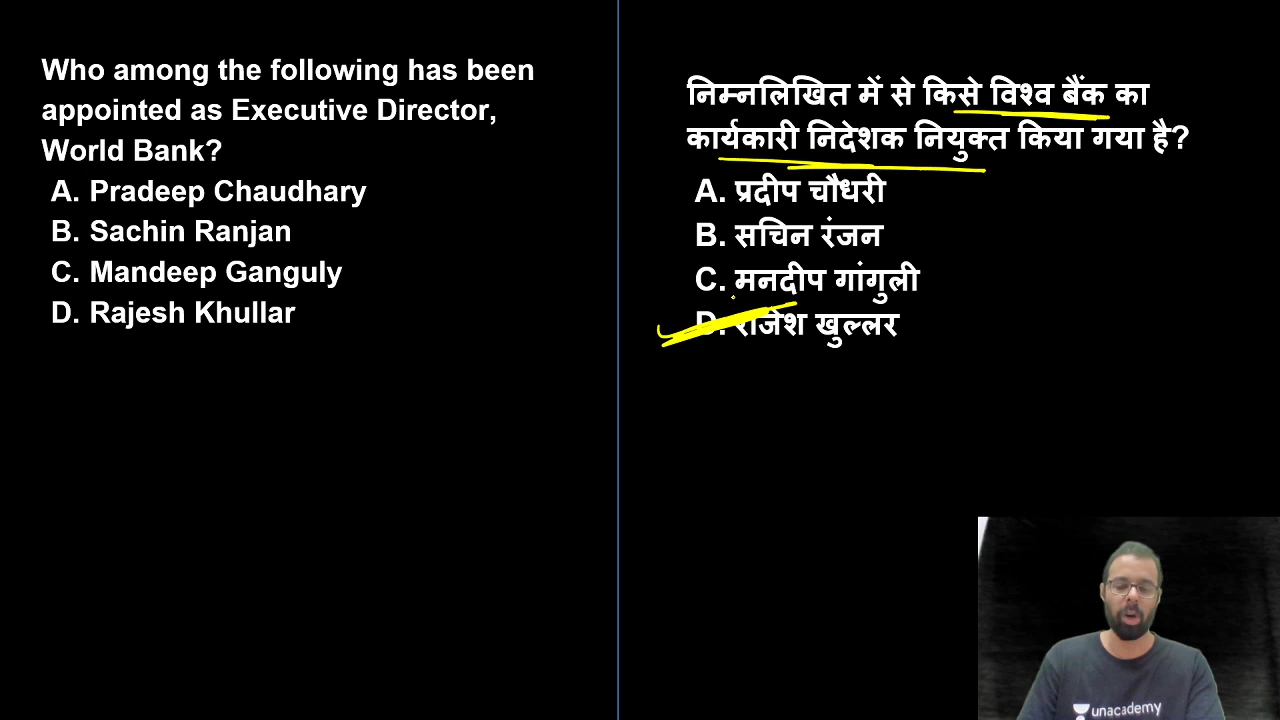 Who among the following has been
appointed as Executive Director,
World Bank?
A. Pradeep Chaudhary
B. Sachin Ranjan
C. Mandeep Ganguly
D. Rajesh Khullar
निम्नलिखित में से किसे विश्व बैंक का
कार्यकारी निदेशक नियुक्त किया गया है?
A. प्रदीप चौधरी
B. सचिन रंजन
C. मनदीप गांगुली
D. राजेश खुल्लर
unacademy